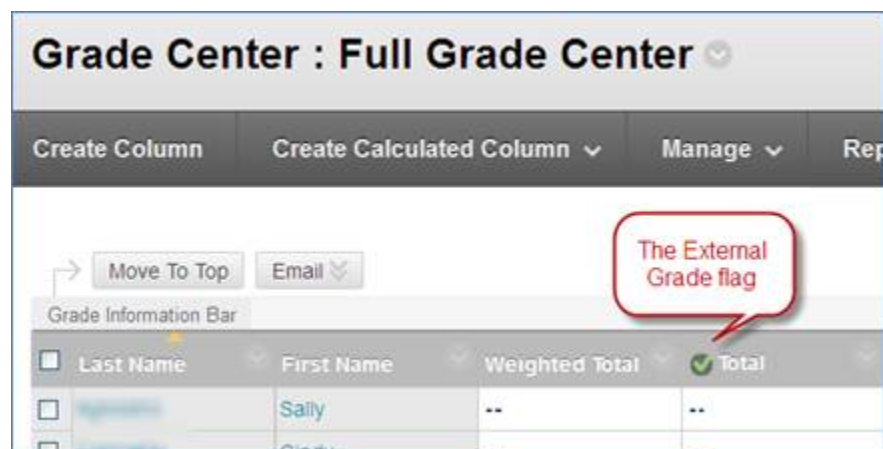 Grade Center : Full Grade Center
Create Column Create Calculated Column Manage
The External
Grade flag
Move To Top Email
Grade Information Bar
Last Name First Name Weighted Total Total
Sally -- --